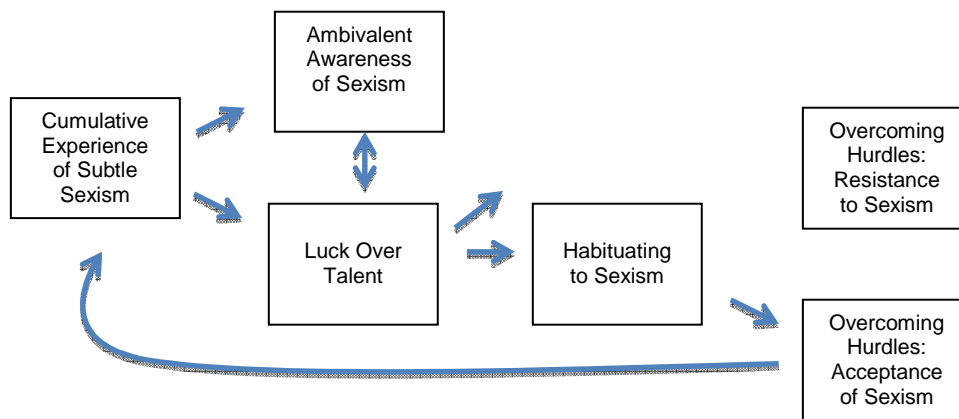 Ambivalent
Awareness
of Sexism
Cumulative
Experience
of Subtle
Sexism
Overcoming
Hurdles:
Resistance
to Sexism
Luck Over
Talent
Habituating
to Sexism
Overcoming
Hurdles:
Acceptance
of Sexism